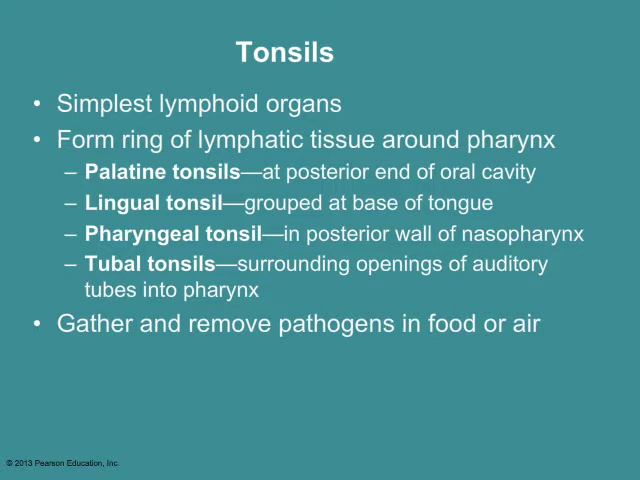 Tonsils
• Simplest lymphoid organs
• Form ring of lymphatic tissue around pharynx
– Palatine tonsils—at posterior end of oral cavity
– Lingual tonsil—grouped at base of tongue
– Pharyngeal tonsil—in posterior wall of nasopharynx
– Tubal tonsils—surrounding openings of auditory
tubes into pharynx
• Gather and remove pathogens in food or air
© 2013 Pearson Education, Inc.